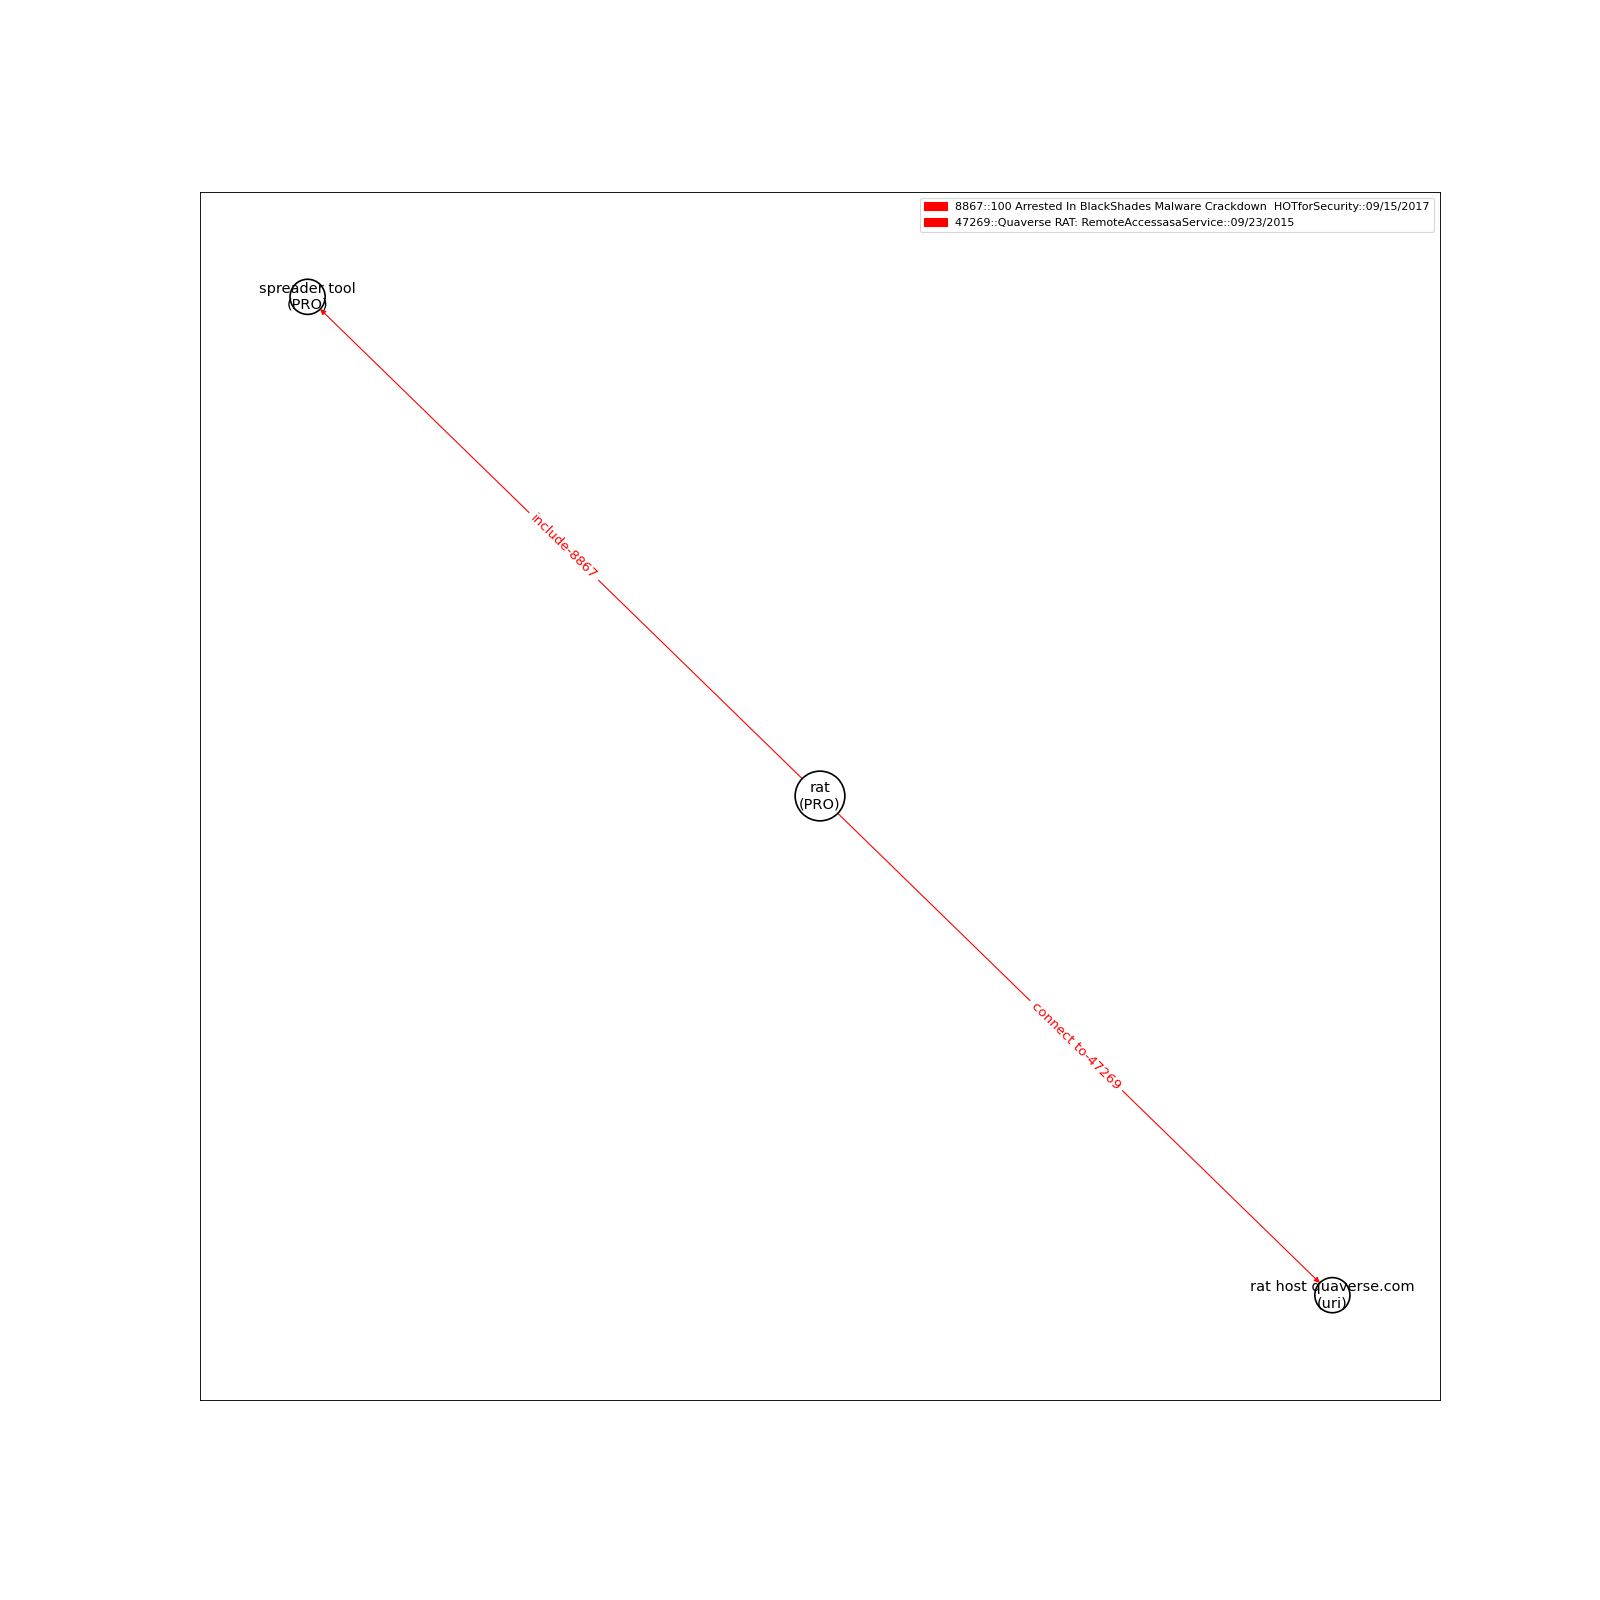 8867::100 Arrested In BlackShades Malware Crackdown  HOTforSecurity::09/15/2017
47269::Quaverse RAT: RemoteAccessasaService::09/23/2015
spreader tool
(PRO)
include-8867
rat
(PRO)
connect to-47269
rat host quaverse.com
(uri)